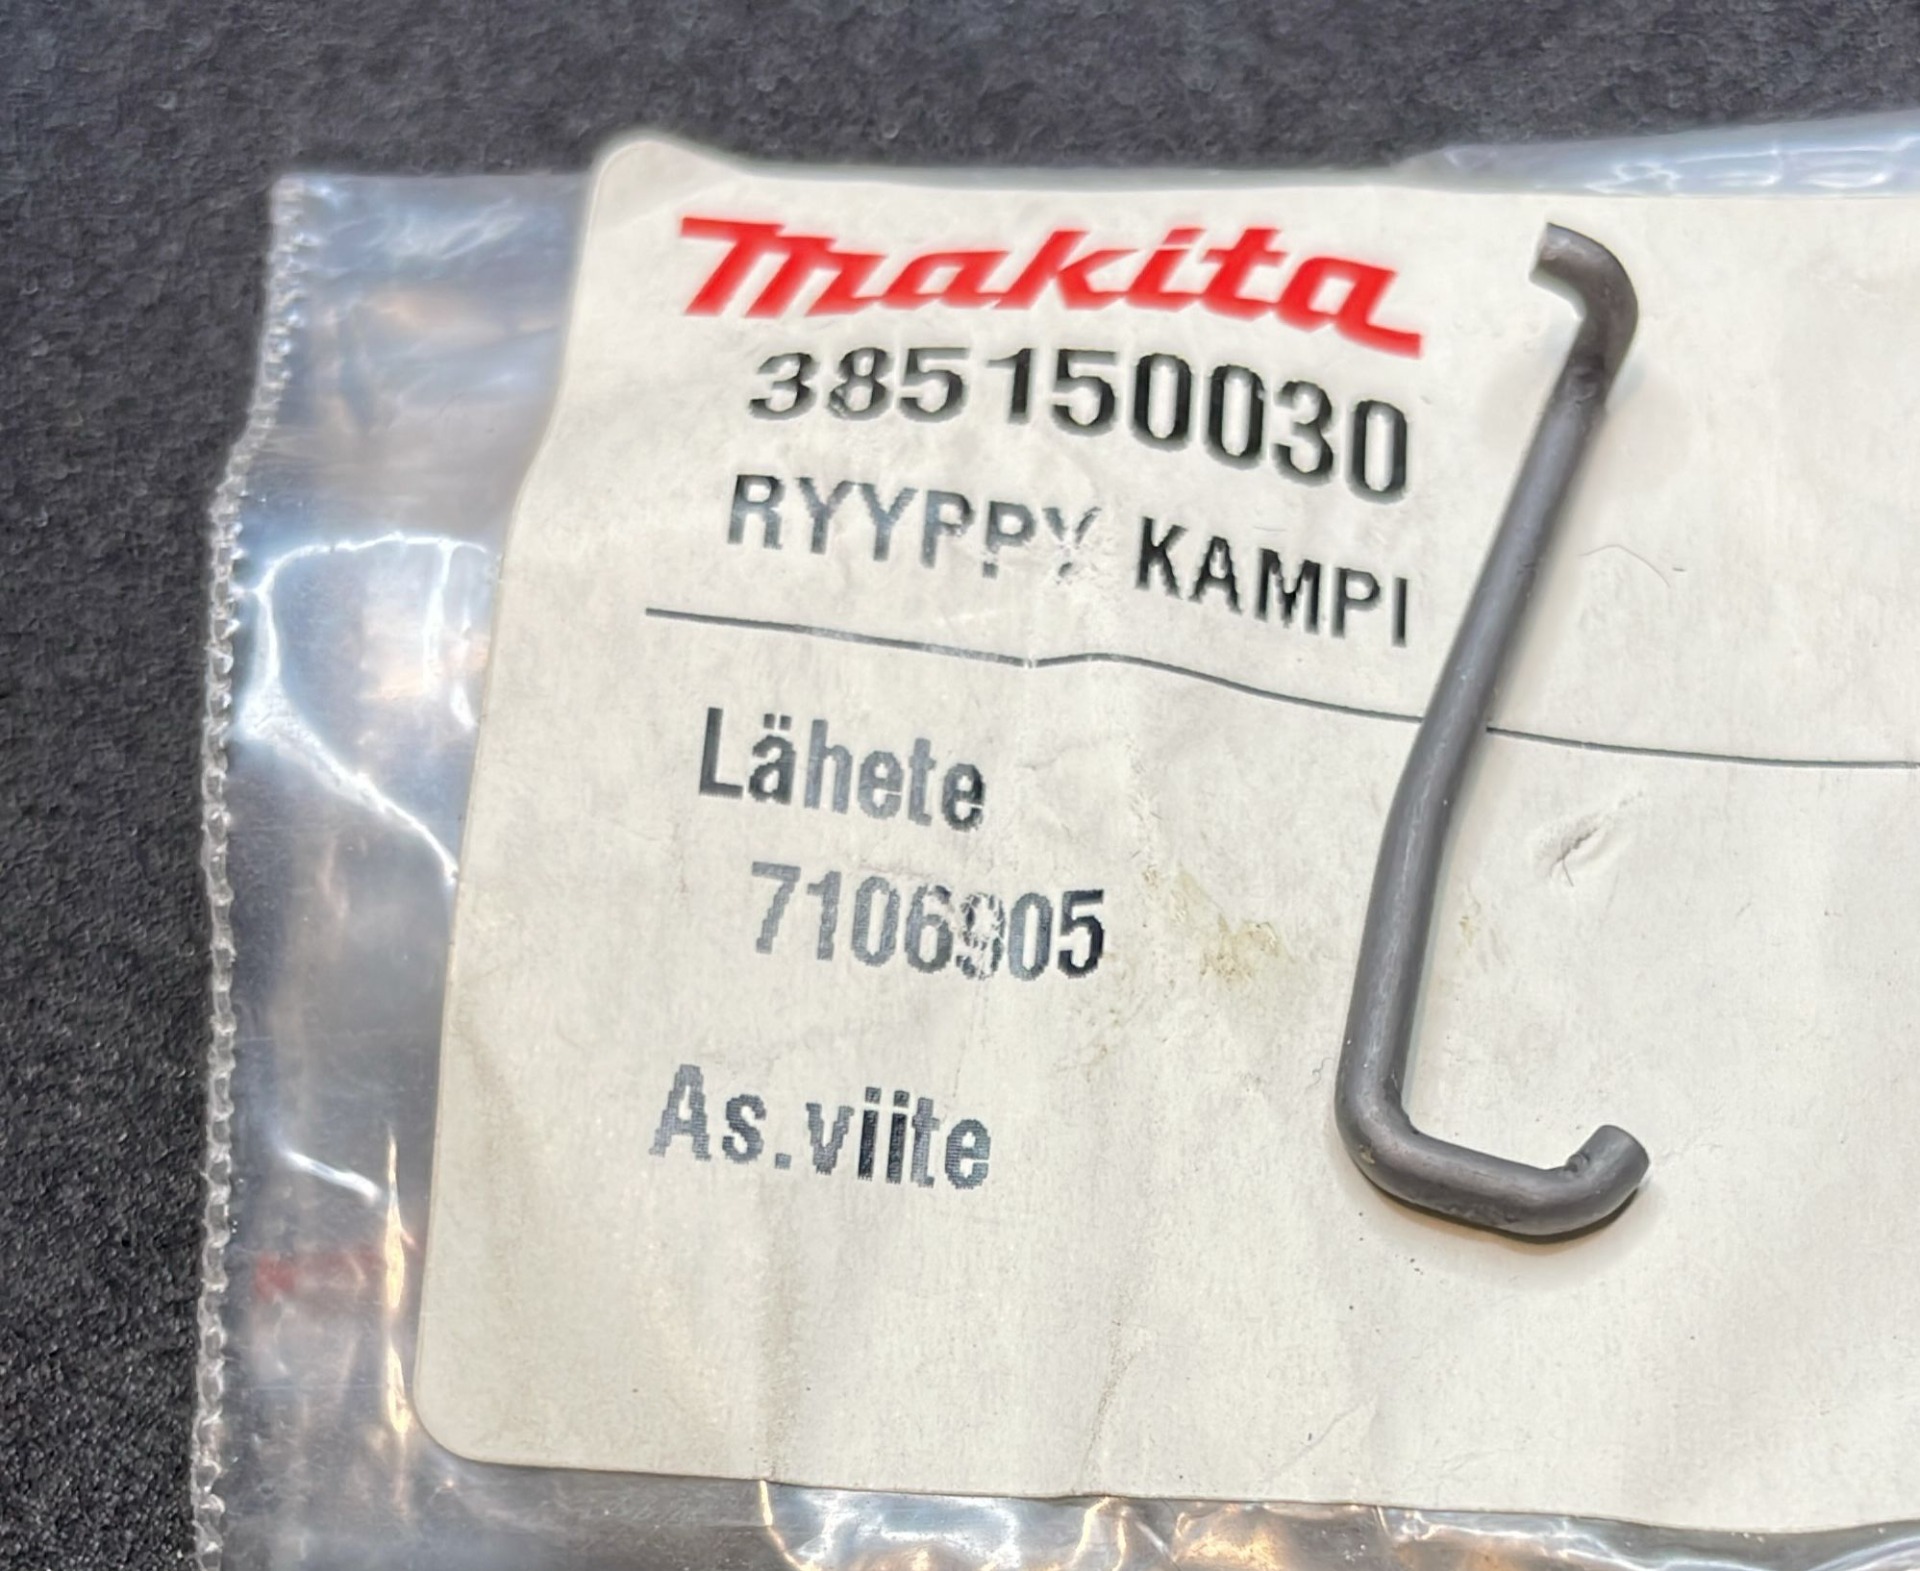 makita
385150030
RYYPPY KAMPI
Lähete
7106905
As.viite